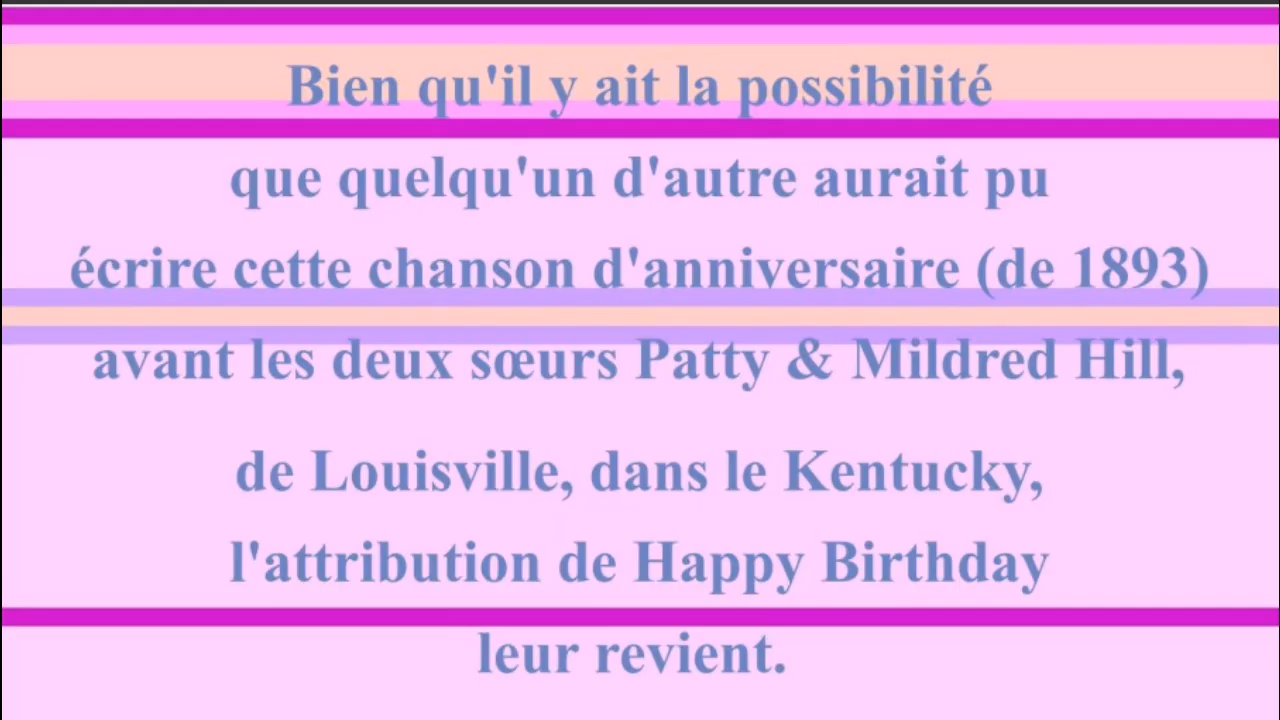 Bien qu'il y ait la possibilité
que quelqu'un d'autre aurait pu
écrire cette chanson d'anniversaire (de 1893)
avant les deux sœurs Patty & Mildred Hill,
de Louisville, dans le Kentucky,
l'attribution de Happy Birthday
leur revient.